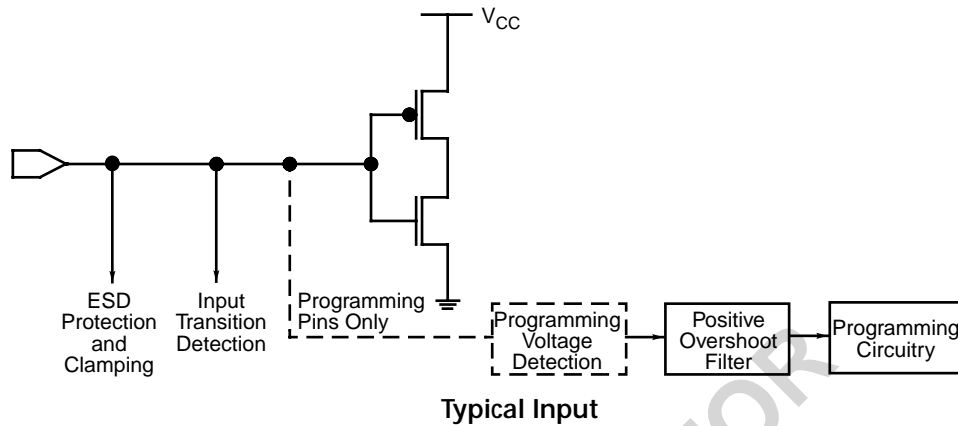 VCC
ESD
Protection
and
Clamping
Input
Transition
Detection
Programming
Pins Only
Programming
Voltage
Detection
Positive
Overshoot
Filter
Programming
Circuitry
Typical Input